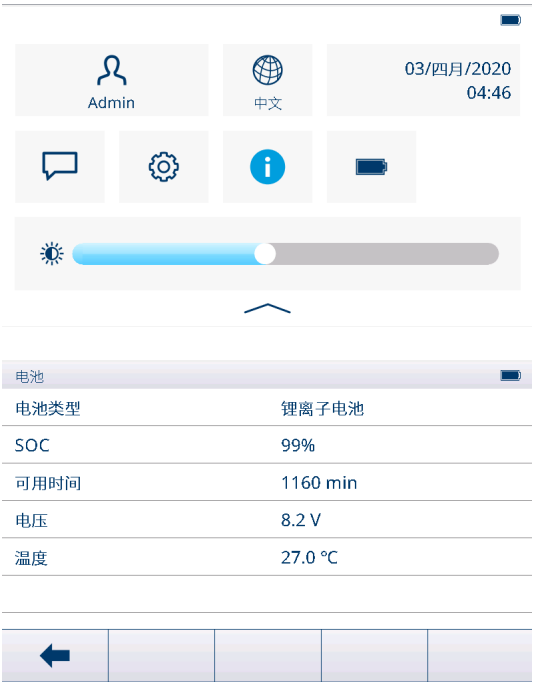 Admin
中文
03/四月/2020
04:46
电池
电池类型 锂离子电池
SOC 99%
可用时间 1160 min
电压 8.2 V
温度 27.0 ℃